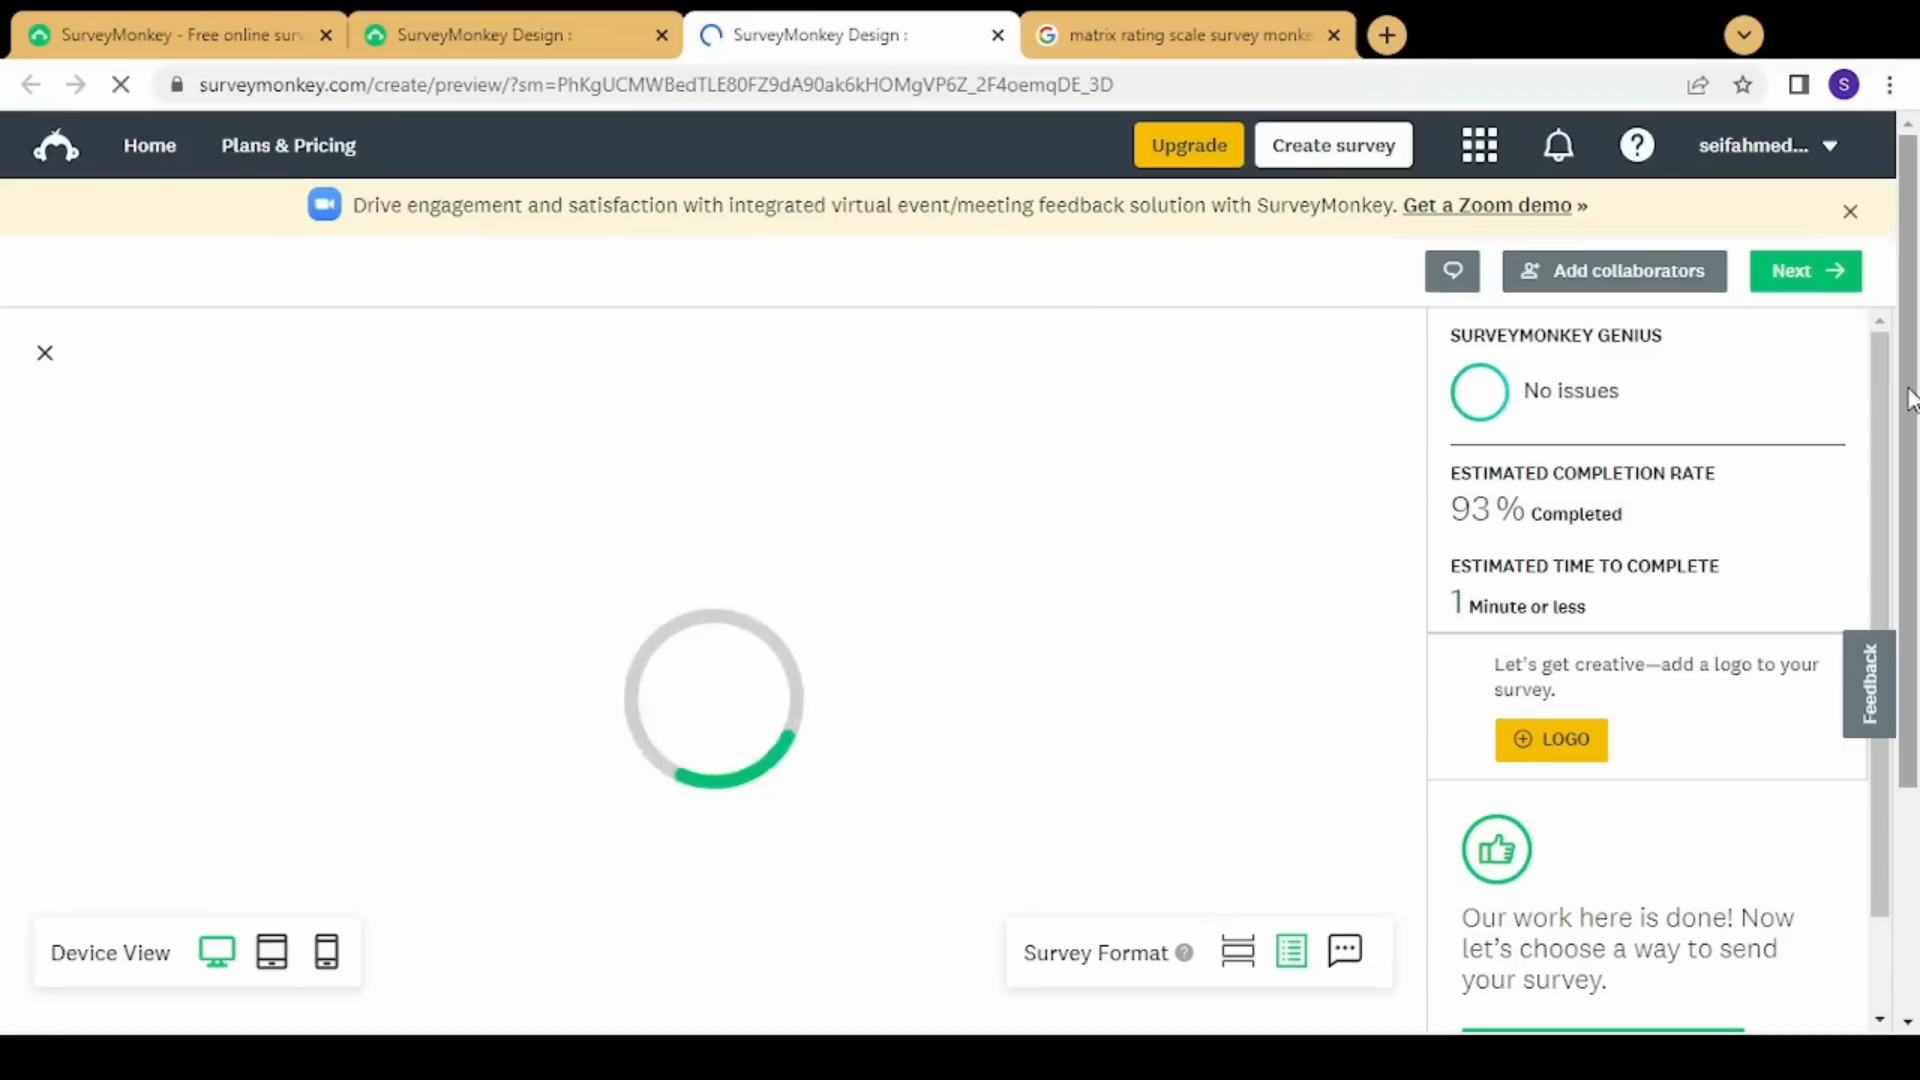 SurveyMonkey - Free online surv
SurveyMonkey Design :
SurveyMonkey Design :
matrix rating scale survey monke
surveymonkey.com/create/preview/?sm=PhKgUCMWBedTLE80FZ9dA90ak6kHOMgVP6Z_2F4oemqDE_3D
S
Home
Plans & Pricing
Upgrade
Create survey
seifahmed...
Drive engagement and satisfaction with integrated virtual event/meeting feedback solution with SurveyMonkey. Get a Zoom demo »
Add collaborators
Next
SURVEYMONKEY GENIUS
No issues
ESTIMATED COMPLETION RATE
93 % Completed
ESTIMATED TIME TO COMPLETE
1 Minute or less
Feedback
Let's get creative—add a logo to your
survey.
LOGO
Our work here is done! Now
let's choose a way to send
your survey.
Device View
Survey Format